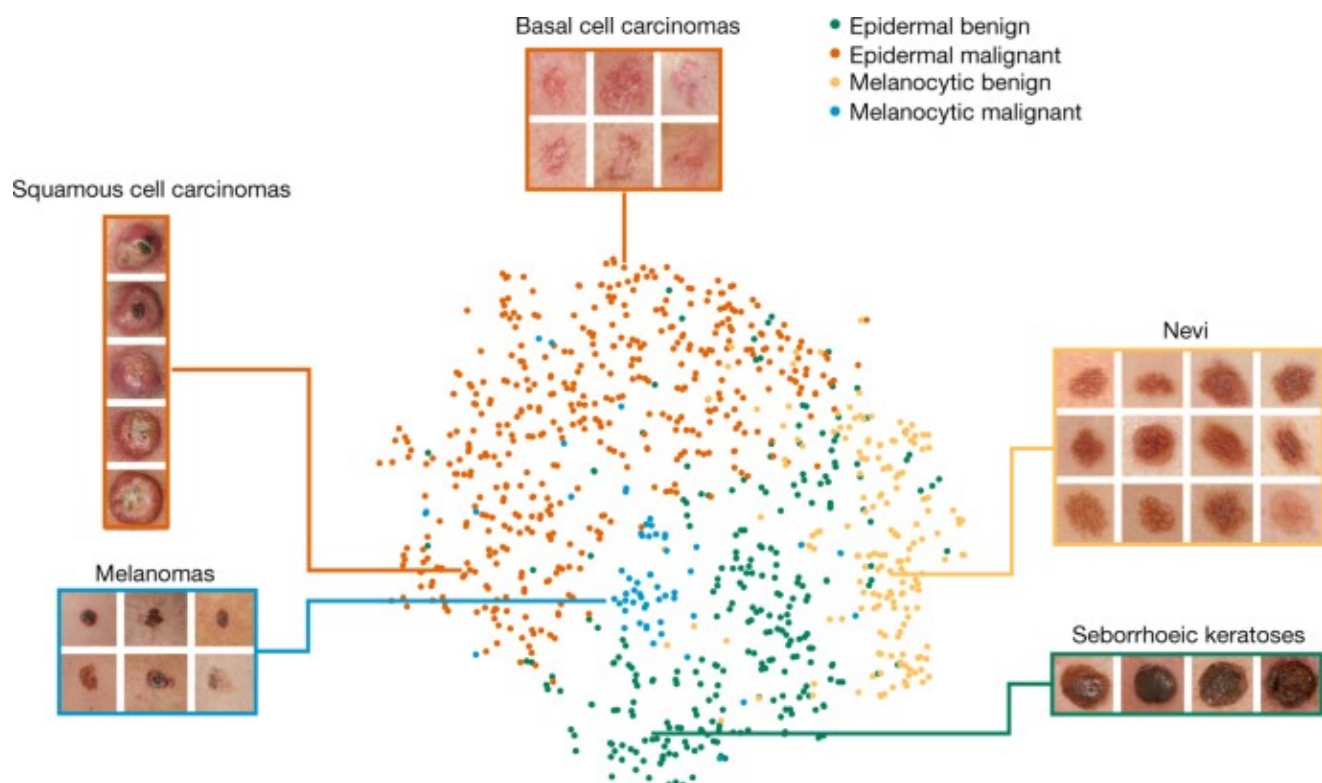 Basal cell carcinomas
Epidermal benign
Epidermal malignant
Melanocytic benign
Melanocytic malignant
Squamous cell carcinomas
Nevi
Melanomas
Seborrhoeic keratoses